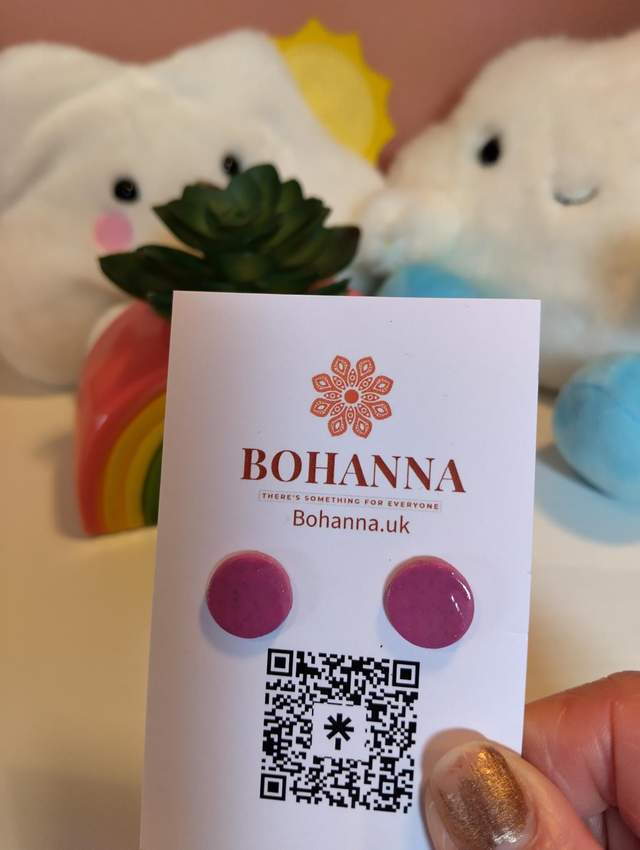 BOHANNA
THERE'S SOMETHING FOR EVERYONE
Bohanna.uk